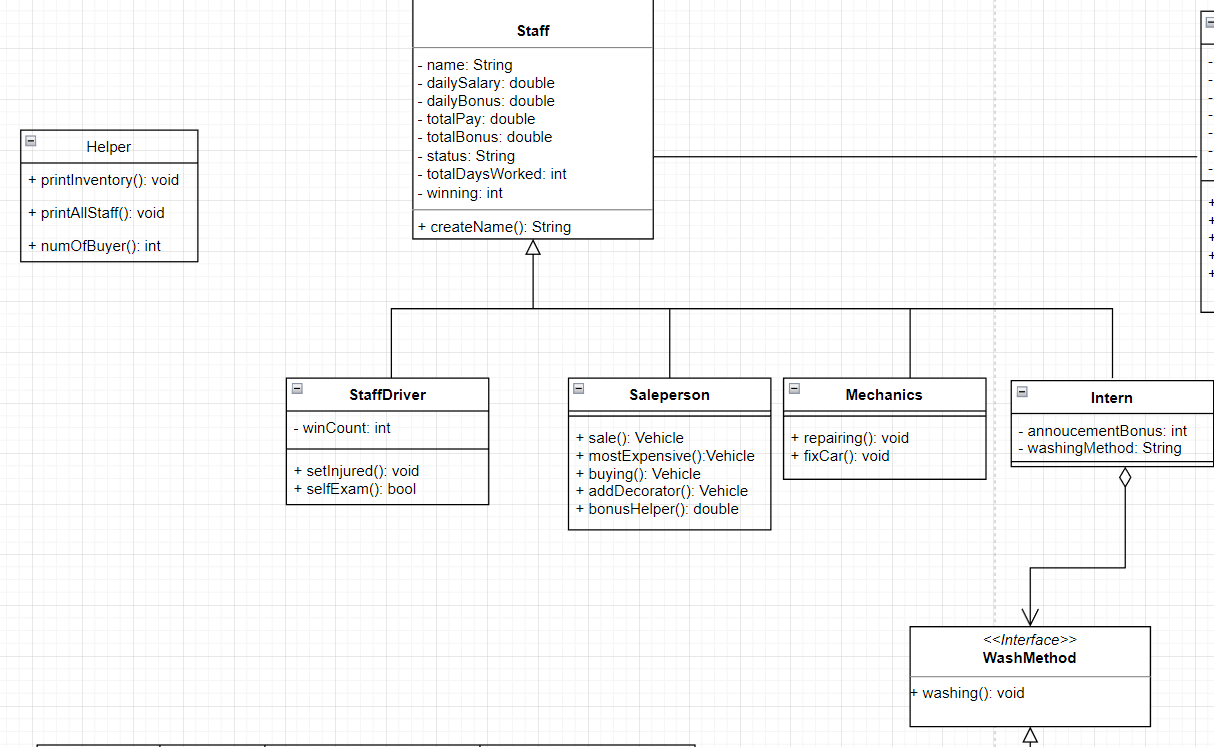 Staff
- name: String
- dailySalary: double
- dailyBonus: double
- totalPay: double
- totalBonus: double
- status: String
- totalDaysWorked: int
- winning: int
+ createName(): String
Helper
+ printInventory(): void
+ printAllStaff(): void
+ numOfBuyer(): int
StaffDriver
- winCount: int
+ setInjured(): void
+ selfExam(): bool
Saleperson
+ sale(): Vehicle
+ mostExpensive():Vehicle
+ buying(): Vehicle
+ addDecorator(): Vehicle
+ bonusHelper(): double
Mechanics
+ repairing(): void
+ fixCar(): void
Intern
- annoucementBonus: int
- washingMethod: String
<<Interface>>
WashMethod
+ washing(): void